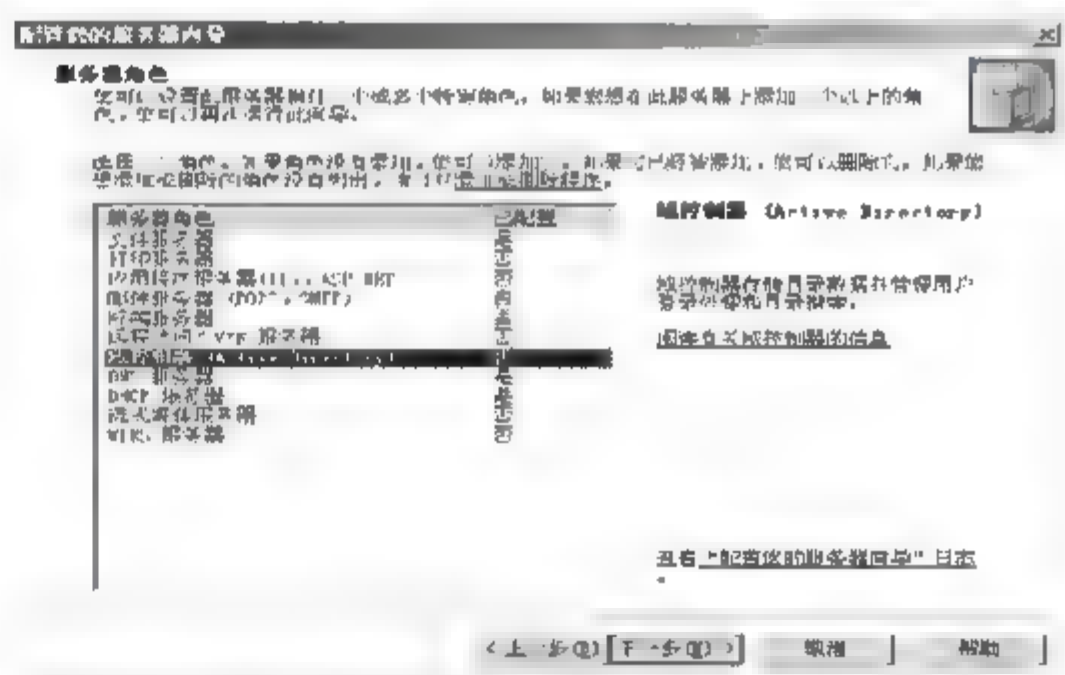 配置您的服务器向导
服务器角色
您可以设置此服务器担任一个或多个特定角色。如果您想在此服务器上添加一个以上的角
色，您可以再次运行此向导。
选择一个角色。如果角色没有添加，您可以添加它。如果它已经被添加，您可以删除它。如果您
想添加或删除的角色没有列出，请打开添加或删除程序。
服务器角色 已配置
文件服务器
打印服务器
应用程序服务器(IIS, ASP.NET
邮件服务器 (POP3, SMTP)
终端服务器
远程访问/VPN 服务器
域控制器 (Active Directory)
DNS 服务器
DHCP 服务器
流式媒体服务器
WINS 服务器
域控制器 (Active Directory)
域控制器存储目录数据并管理用户
登录过程和目录搜索。
阅读有关域控制器的信息
查看"配置您的服务器向导"日志
。
< 上一步(B) 下一步(N) > 取消 帮助